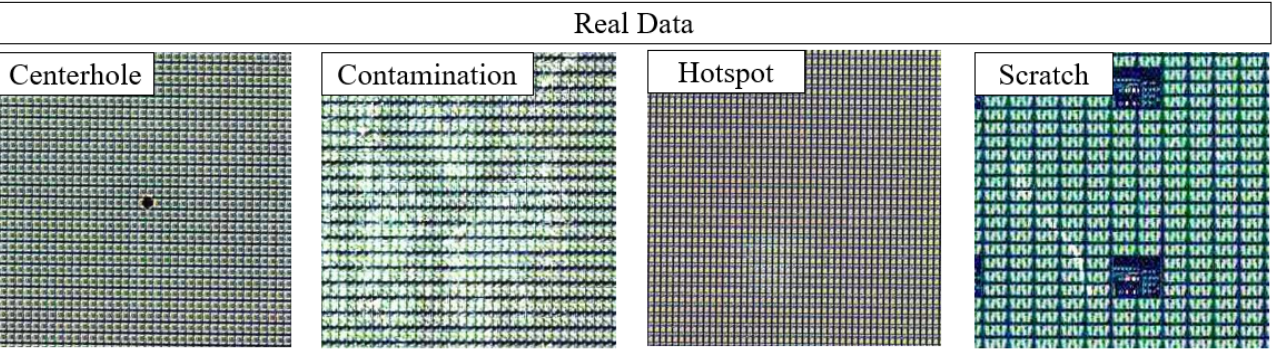 Real Data
Centerhole
Contamination
Hotspot
Scratch